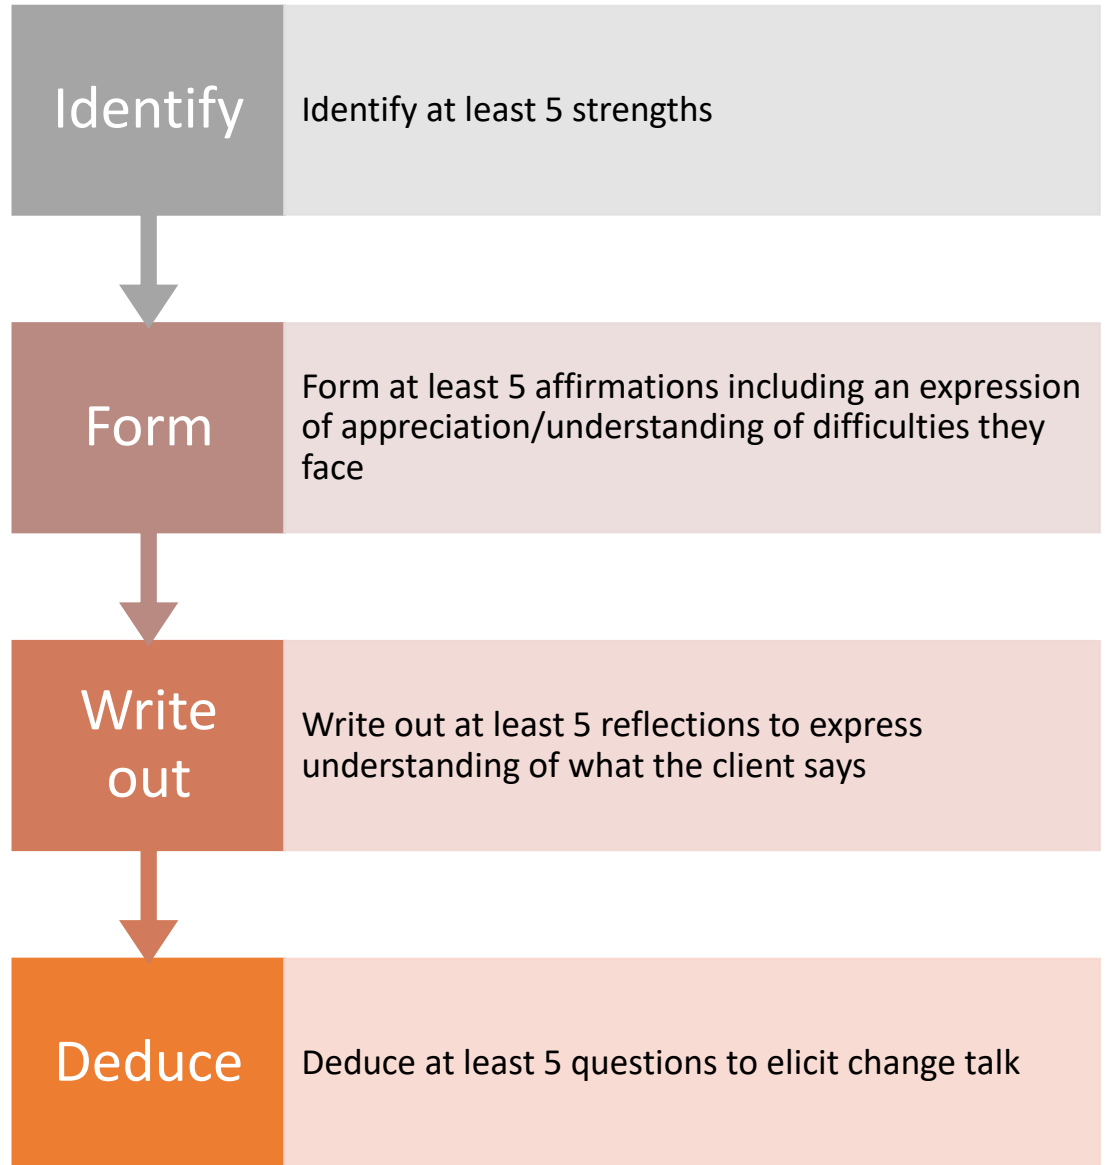 Identify
Identify at least 5 strengths
Form
Form at least 5 affirmations including an expression
of appreciation/understanding of difficulties they
face
Write
out
Write out at least 5 reflections to express
understanding of what the client says
Deduce
Deduce at least 5 questions to elicit change talk